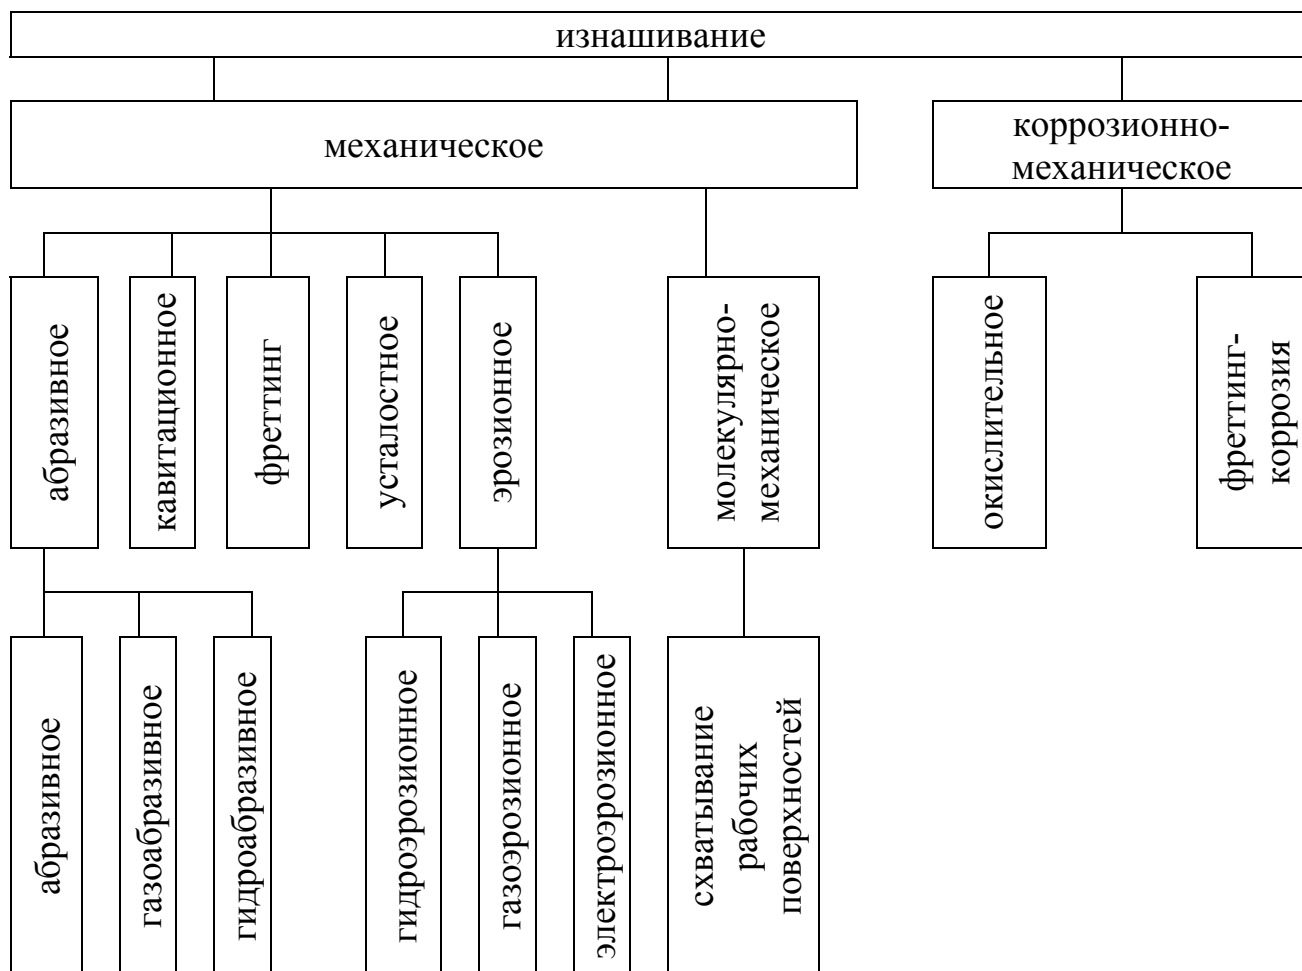 изнашивание
механическое
коррозионно-
механическое
абразивное
кавитационное
фреттинг
усталостное
эрозионное
молекулярно-
механическое
окислительное
фреттинг-
коррозия
абразивное
газоабразивное
гидроабразивное
гидроэрозионное
газоэрозионное
электроэрозионное
схватывание
рабочих
поверхностей